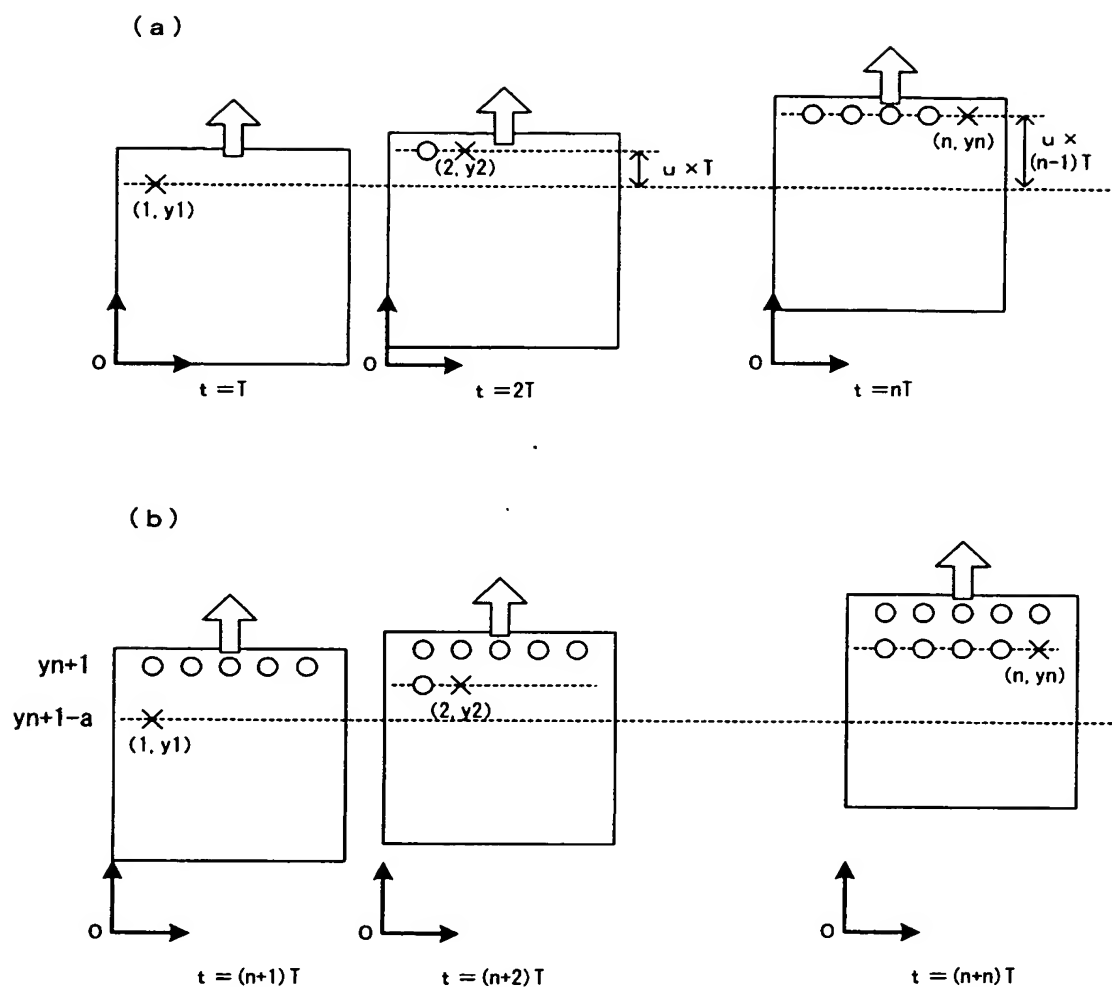 (a)
(1, y1)
O
t=T
(2, y2)
u×T
O
t=2T
(n, yn)
u×
(n-1)T
O
t=nT
(b)
yn+1
yn+1-a
(1, y1)
O
t=(n+1)T
(2, y2)
O
t=(n+2)T
(n, yn)
O
t=(n+n)T